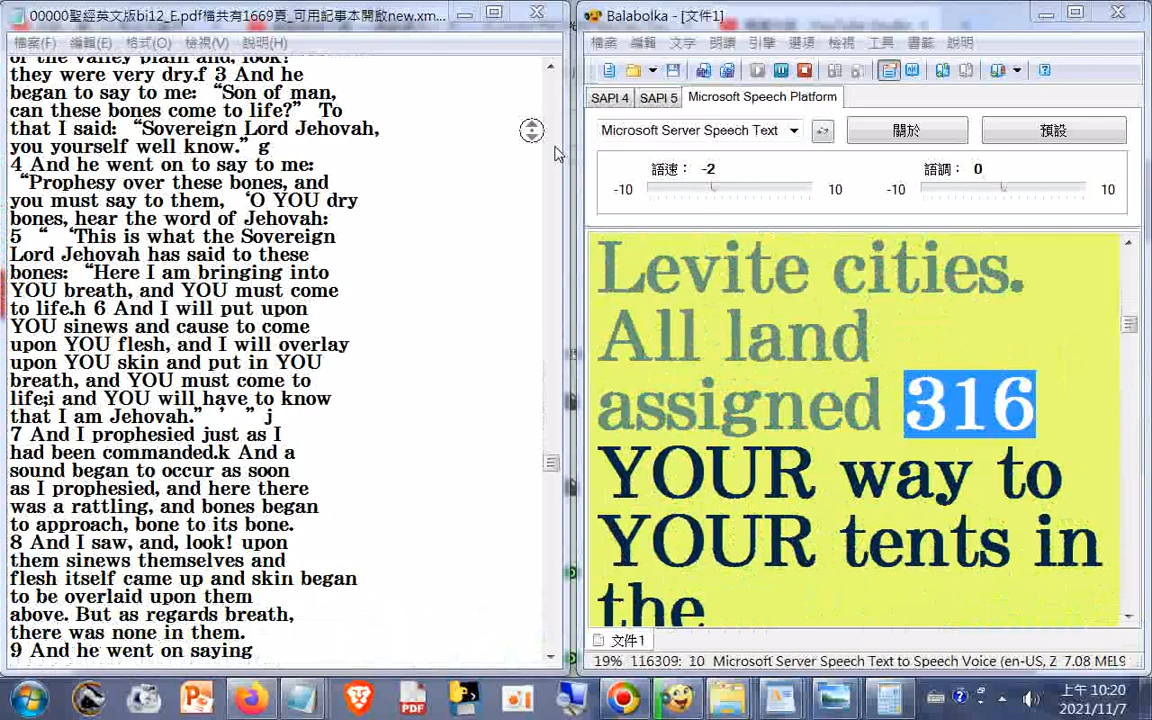 00000聖經英文版bi12_E.pdf檔共有1669頁_可用記事本開啟new.xm...
檔案(F) 編輯(E) 格式(O) 檢視(V) 說明(H)
of the valley plain and, look!
they were very dry.f 3 And he
began to say to me: “Son of man,
can these bones come to life?” To
that I said: “Sovereign Lord Jehovah,
you yourself well know.” g
4 And he went on to say to me:
“Prophesy over these bones, and
you must say to them, ‘O YOU dry
bones, hear the word of Jehovah:
5 “ ‘This is what the Sovereign
Lord Jehovah has said to these
bones: “Here I am bringing into
YOU breath, and YOU must come
to life.h 6 And I will put upon
YOU sinews and cause to come
upon YOU flesh, and I will overlay
upon YOU skin and put in YOU
breath, and YOU must come to
life;i and YOU will have to know
that I am Jehovah.” ’ ” j
7 And I prophesied just as I
had been commanded.k And a
sound began to occur as soon
as I prophesied, and here there
was a rattling, and bones began
to approach, bone to its bone.
8 And I saw, and, look! upon
them sinews themselves and
flesh itself came up and skin began
to be overlaid upon them
above. But as regards breath,
there was none in them.
9 And he went on saying
Balabolka - [文件1]
檔案 編輯 文字 朗讀 引擎 選項 檢視 工具 書籤 說明
SAPI 4 SAPI 5 Microsoft Speech Platform
Microsoft Server Speech Text 關於 預設
語速： -2 語調： 0
-10 10 -10 10
Levite cities.
All land
assigned 316
YOUR way to
YOUR tents in
the
文件1
19% 116309: 10 Microsoft Server Speech Text to Speech Voice (en-US, Z 7.08 ME19
PDF
上午 10:20
2021/11/7